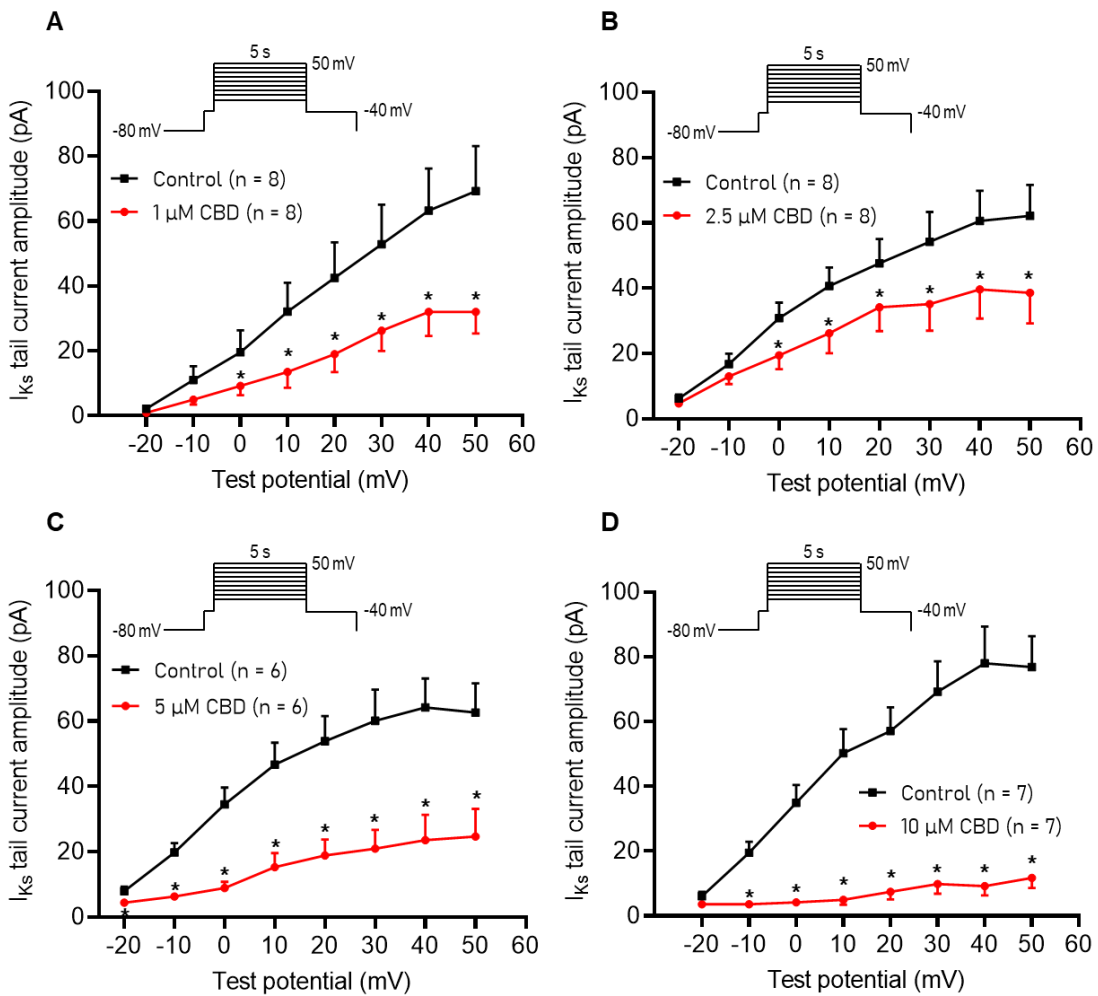 A
5 s
50 mV
-40 mV
-80 mV
IKs tail current amplitude (pA)
100
80
60
40
20
0
Control (n = 8)
1 µM CBD (n = 8)
* * * * * *
-20 -10 0 10 20 30 40 50 60
Test potential (mV)
B
5 s
50 mV
-40 mV
-80 mV
IKs tail current amplitude (pA)
100
80
60
40
20
0
Control (n = 8)
2.5 µM CBD (n = 8)
* * * * * *
-20 -10 0 10 20 30 40 50 60
Test potential (mV)
C
5 s
50 mV
-40 mV
-80 mV
IKs tail current amplitude (pA)
100
80
60
40
20
0
Control (n = 6)
5 µM CBD (n = 6)
* * * * * * * *
-20 -10 0 10 20 30 40 50 60
Test potential (mV)
D
5 s
50 mV
-40 mV
-80 mV
IKs tail current amplitude (pA)
100
80
60
40
20
0
Control (n = 7)
10 µM CBD (n = 7)
* * * * * * *
-20 -10 0 10 20 30 40 50 60
Test potential (mV)